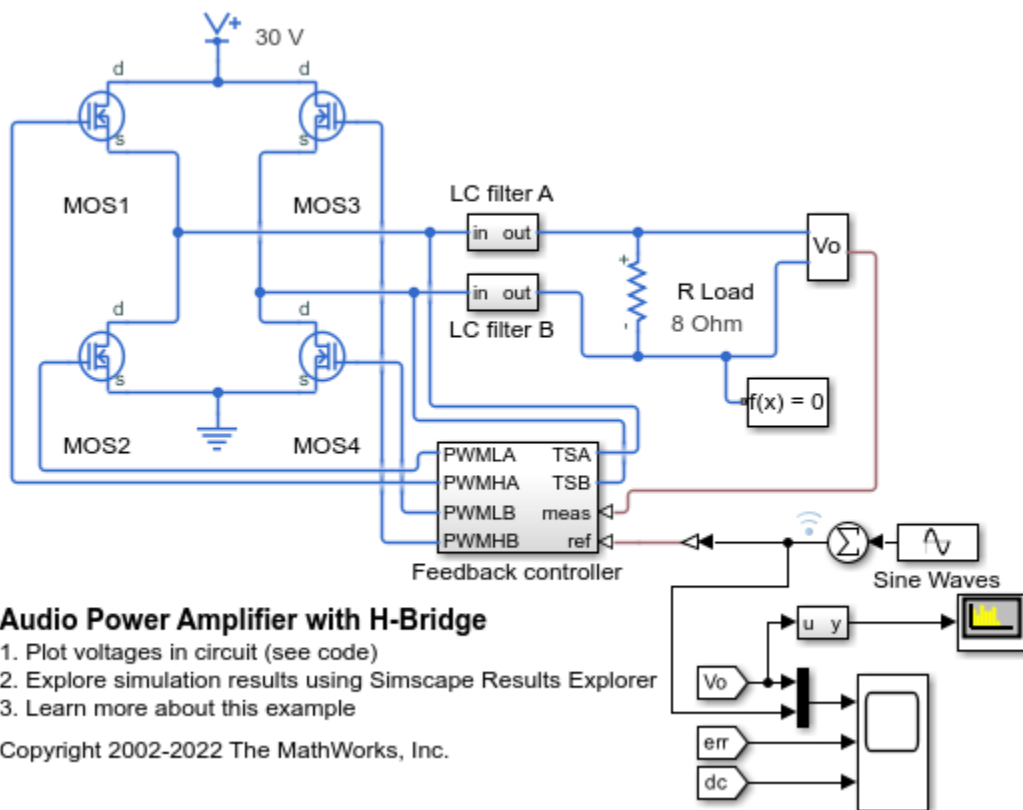 V+
30 V
d
d
s
s
MOS1
MOS3
LC filter A
in out
Vo
in out
LC filter B
+
-
R Load
8 Ohm
d
d
s
s
f(x) = 0
MOS2
MOS4
PWMLA TSA
PWMHA TSB
PWMLB meas
PWMHB ref
Feedback controller
Σ
Sine Waves
Audio Power Amplifier with H-Bridge
1. Plot voltages in circuit (see code)
2. Explore simulation results using Simscape Results Explorer
3. Learn more about this example
Copyright 2002-2022 The MathWorks, Inc.
u y
Vo
err
dc